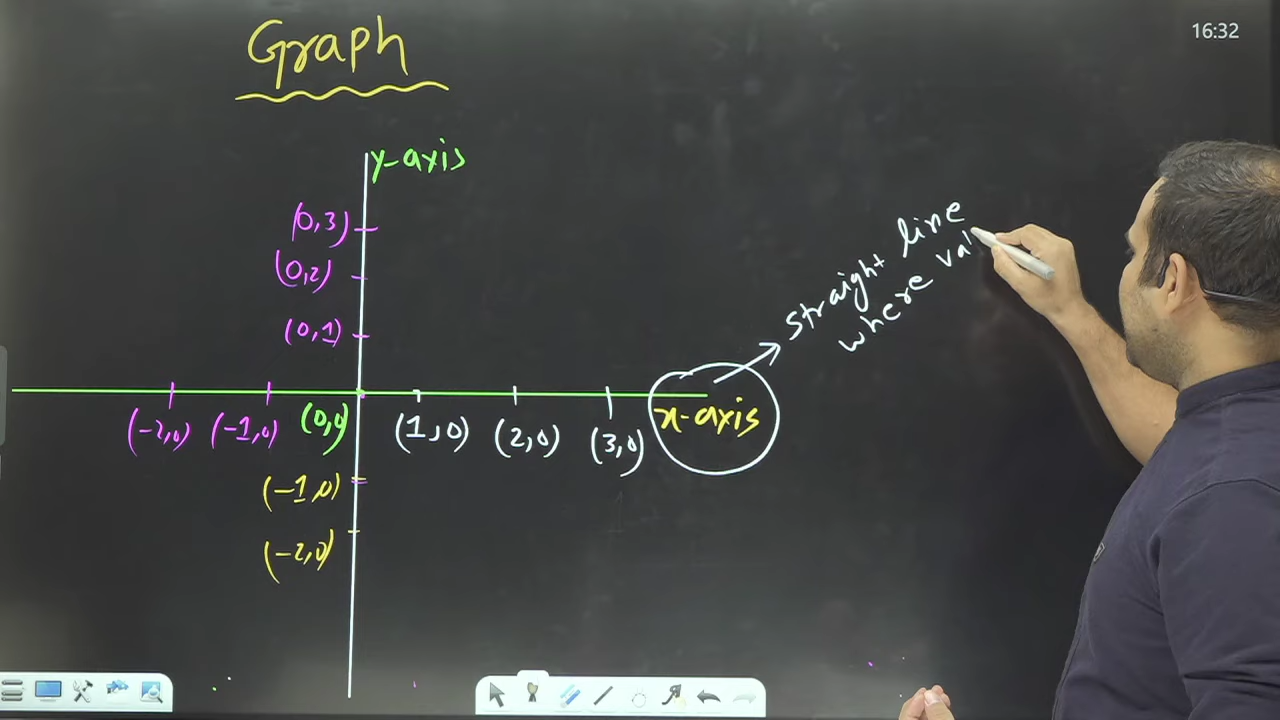 Graph
16:32
y-axis
(0,3)
(0,2)
(0,1)
straight line
where val
(-2,0) (-1,0) (0,0) (1,0) (2,0) (3,0) x-axis
(-1,0)
(-2,0)